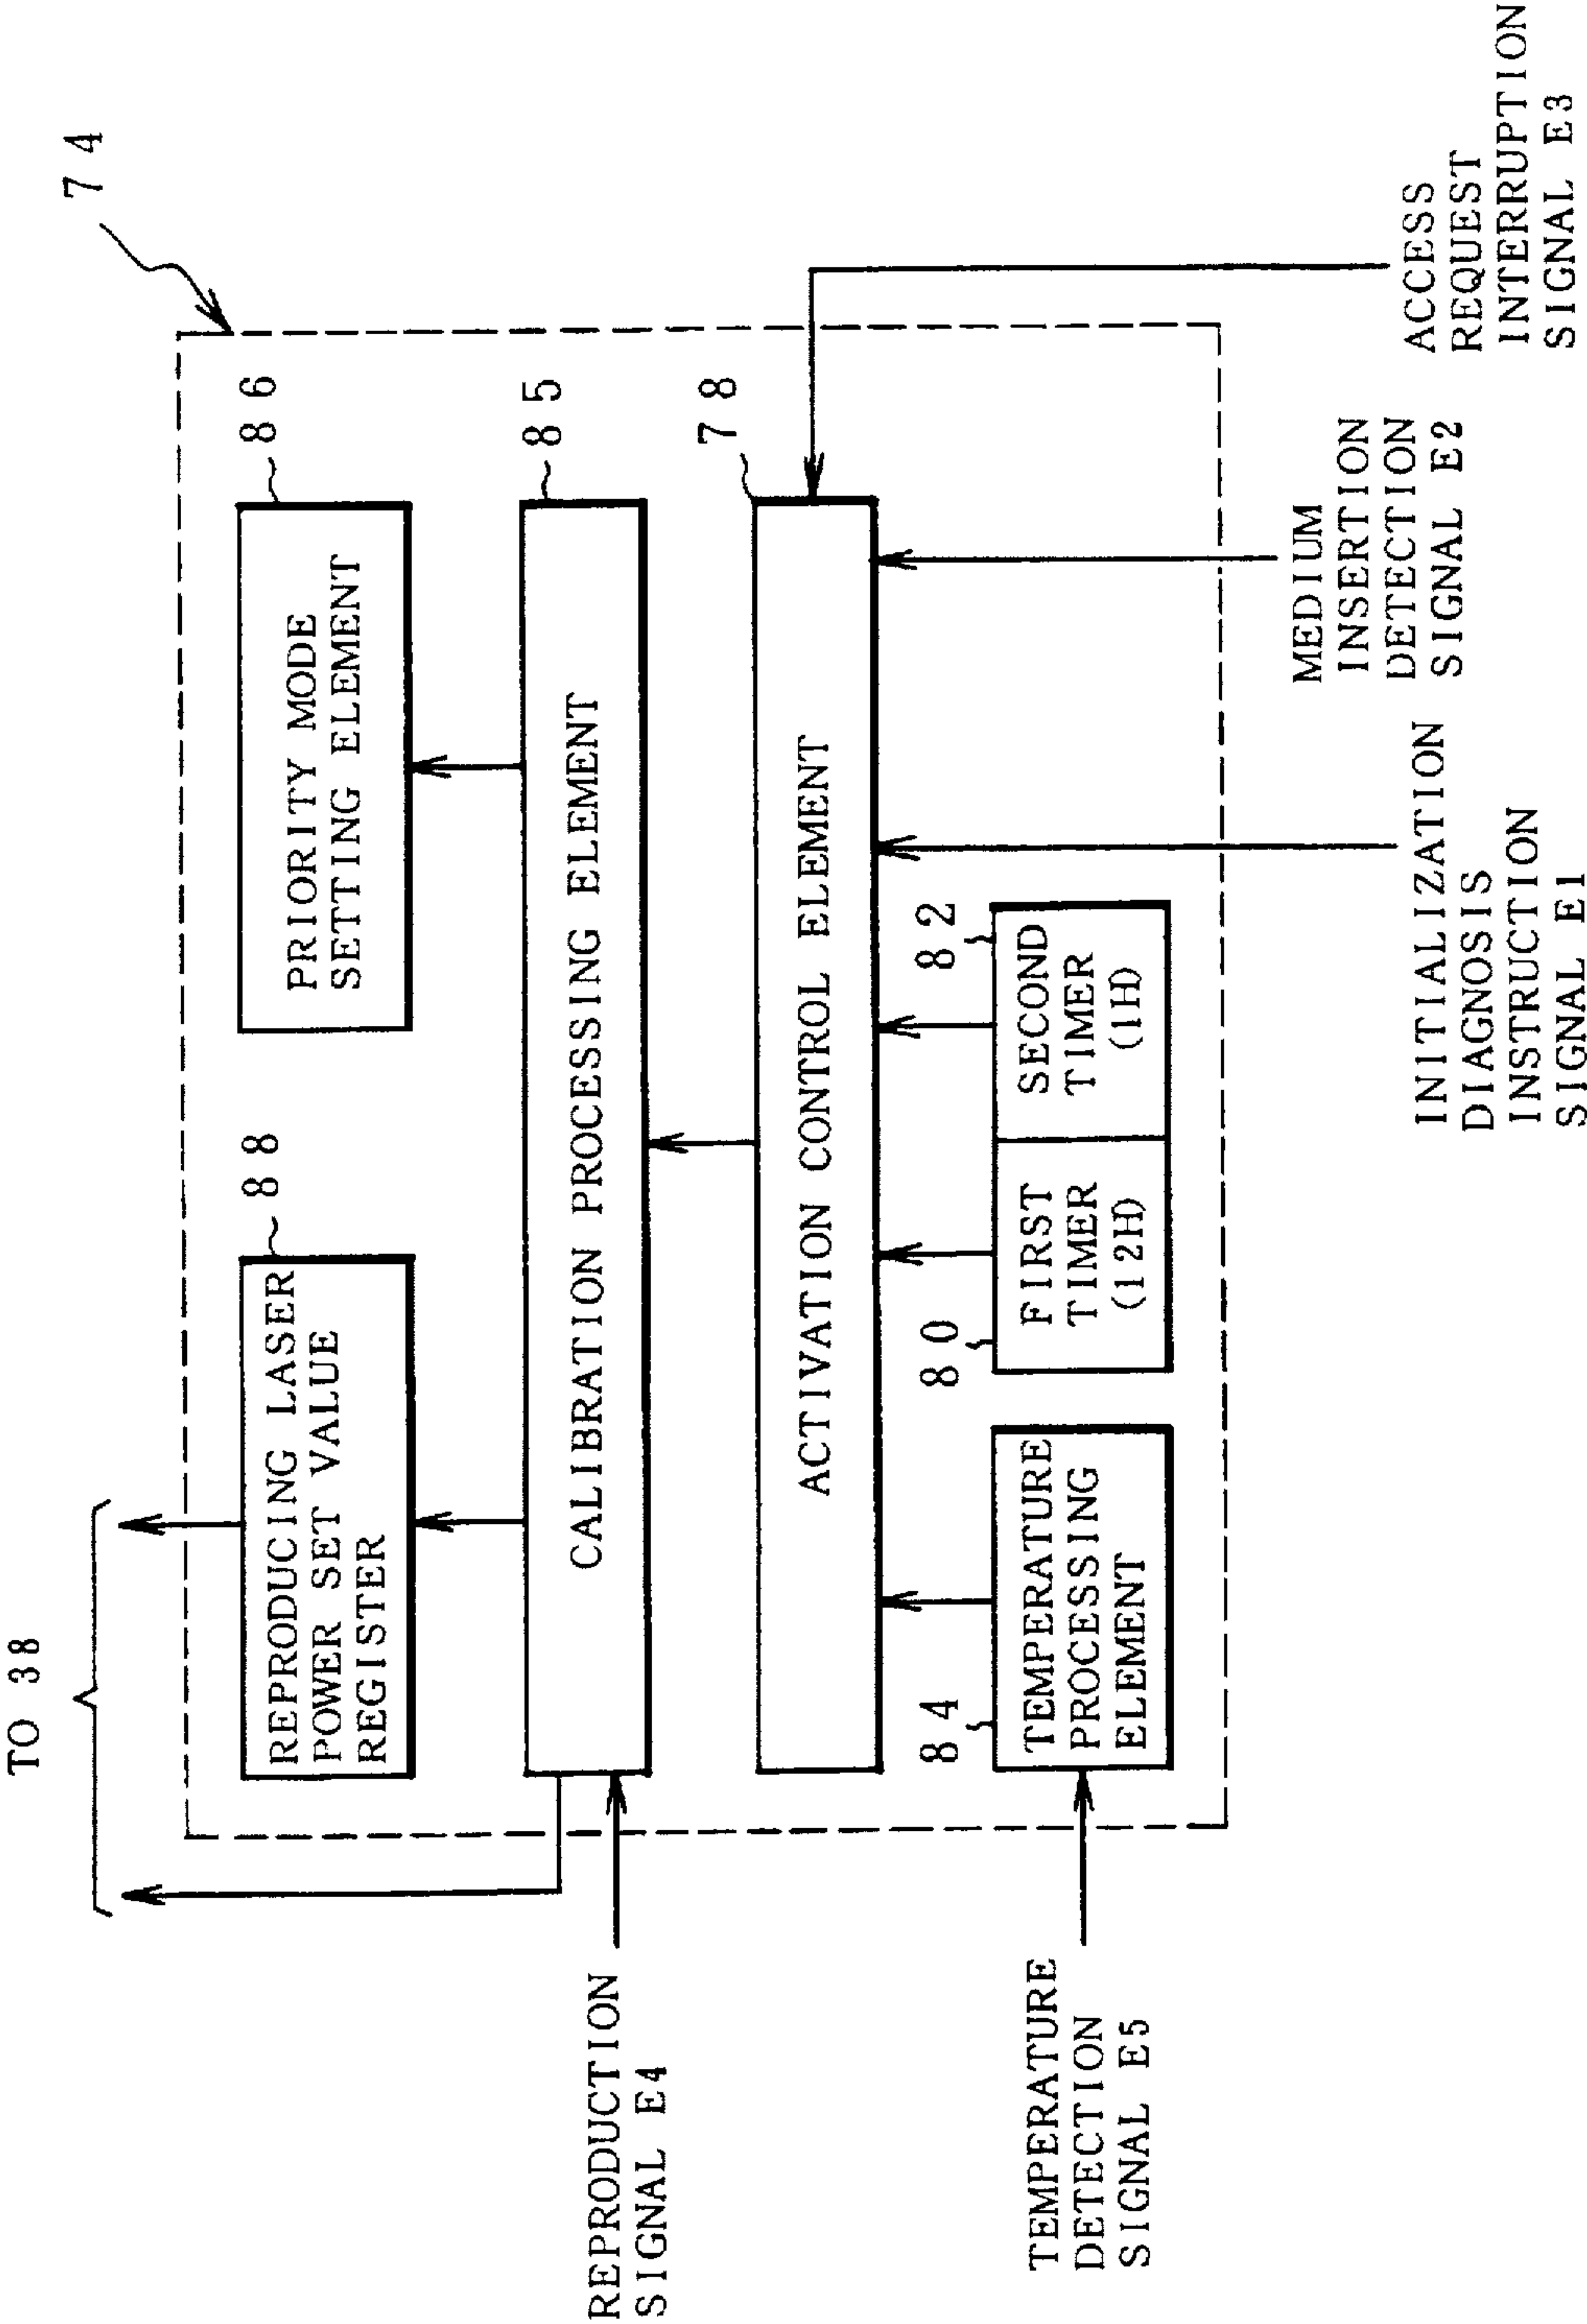 TO 38
74
88
86
REPRODUCING LASER
POWER SET VALUE
REGISTER
PRIORITY MODE
SETTING ELEMENT
85
CALIBRATION PROCESSING ELEMENT
REPRODUCTION
SIGNAL E4
78
ACTIVATION CONTROL ELEMENT
84
80
82
TEMPERATURE
PROCESSING
ELEMENT
FIRST
TIMER
(12H)
SECOND
TIMER
(1H)
TEMPERATURE
DETECTION
SIGNAL E5
INITIALIZATION
DIAGNOSIS
INSTRUCTION
SIGNAL E1
MEDIUM
INSERTION
DETECTION
SIGNAL E2
ACCESS
REQUEST
INTERRUPTION
SIGNAL E3